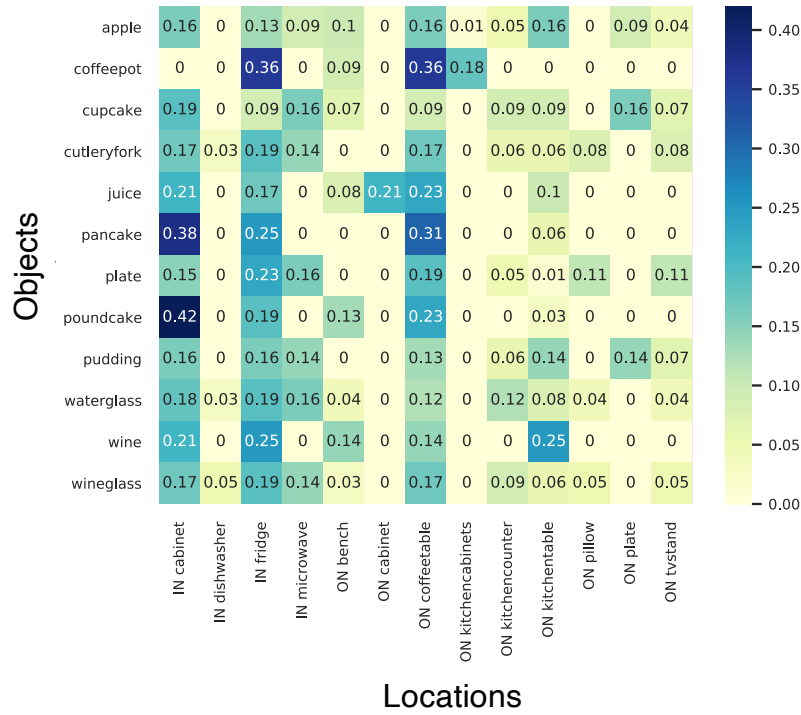 apple 0.16 0 0.13 0.09 0.1 0 0.16 0.01 0.05 0.16 0 0.09 0.04
coffeepot 0 0 0.36 0 0.09 0 0.36 0.18 0 0 0 0 0
cupcake 0.19 0 0.09 0.16 0.07 0 0.09 0 0.09 0.09 0 0.16 0.07
cutleryfork 0.17 0.03 0.19 0.14 0 0 0.17 0 0.06 0.06 0.08 0 0.08
juice 0.21 0 0.17 0 0.08 0.21 0.23 0 0 0.1 0 0 0
pancake 0.38 0 0.25 0 0 0 0.31 0 0 0.06 0 0 0
plate 0.15 0 0.23 0.16 0 0 0.19 0 0.05 0.01 0.11 0 0.11
poundcake 0.42 0 0.19 0 0.13 0 0.23 0 0 0.03 0 0 0
pudding 0.16 0 0.16 0.14 0 0 0.13 0 0.06 0.14 0 0.14 0.07
waterglass 0.18 0.03 0.19 0.16 0.04 0 0.12 0 0.12 0.08 0.04 0 0.04
wine 0.21 0 0.25 0 0.14 0 0.14 0 0 0.25 0 0 0
wineglass 0.17 0.05 0.19 0.14 0.03 0 0.17 0 0.09 0.06 0.05 0 0.05
Objects
IN cabinet
IN dishwasher
IN fridge
IN microwave
ON bench
ON cabinet
ON coffeetable
ON kitchencabinets
ON kitchencounter
ON kitchentable
ON pillow
ON plate
ON tvstand
Locations
0.40
0.35
0.30
0.25
0.20
0.15
0.10
0.05
0.00